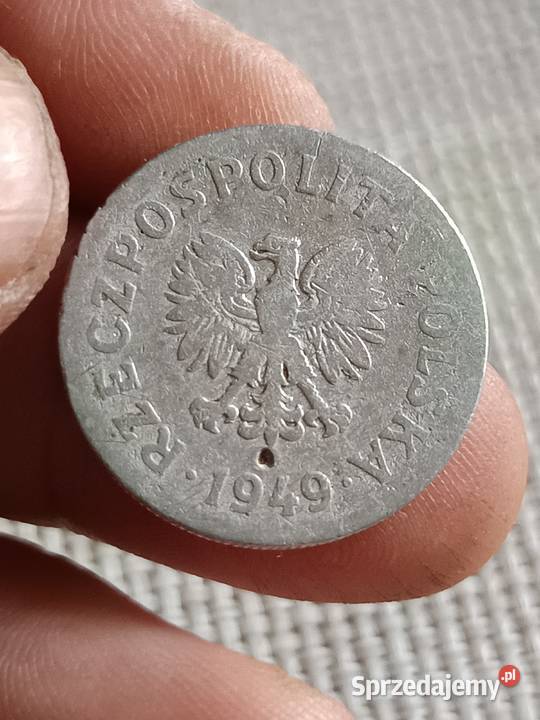 RZECZPOSPOLITA POLSKA
·1949·
Sprzedajemy.pl